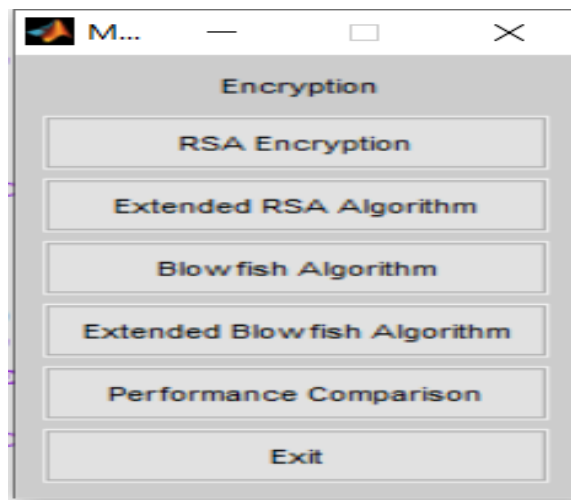 M...
Encryption
RSA Encryption
Extended RSA Algorithm
Blowfish Algorithm
Extended Blowfish Algorithm
Performance Comparison
Exit